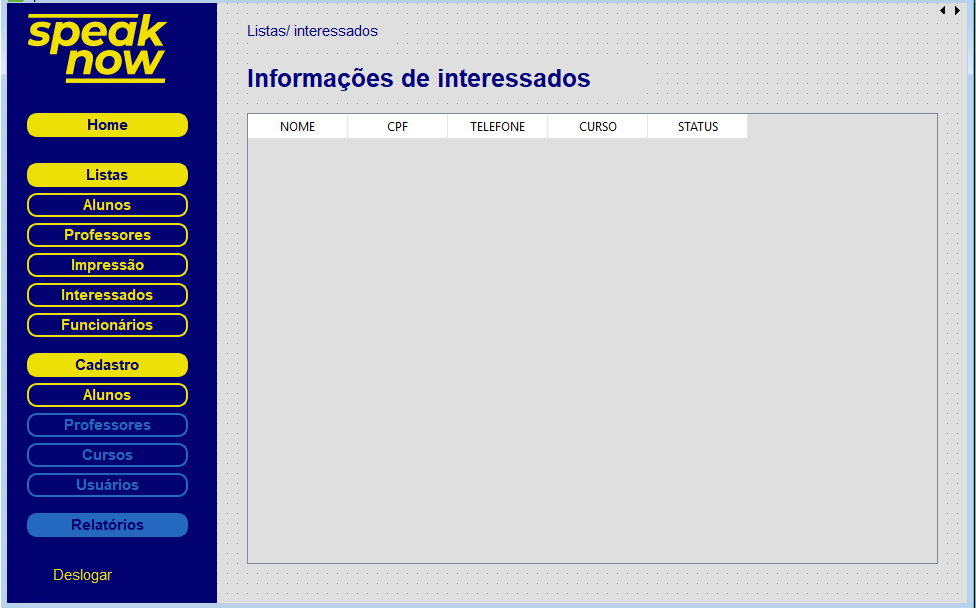 speak
now
Home
Listas
Alunos
Professores
Impressão
Interessados
Funcionários
Cadastro
Alunos
Professores
Cursos
Usuários
Relatórios
Deslogar
Listas/ interessados
Informações de interessados
NOME CPF TELEFONE CURSO STATUS